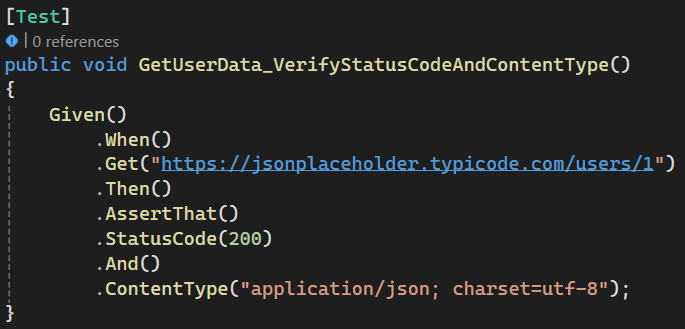 [Test]
| 0 references
public void GetUserData_VerifyStatusCodeAndContentType()
{
Given()
.When()
.Get("https://jsonplaceholder.typicode.com/users/1")
.Then()
.AssertThat()
.StatusCode(200)
.And()
.ContentType("application/json; charset=utf-8");
}